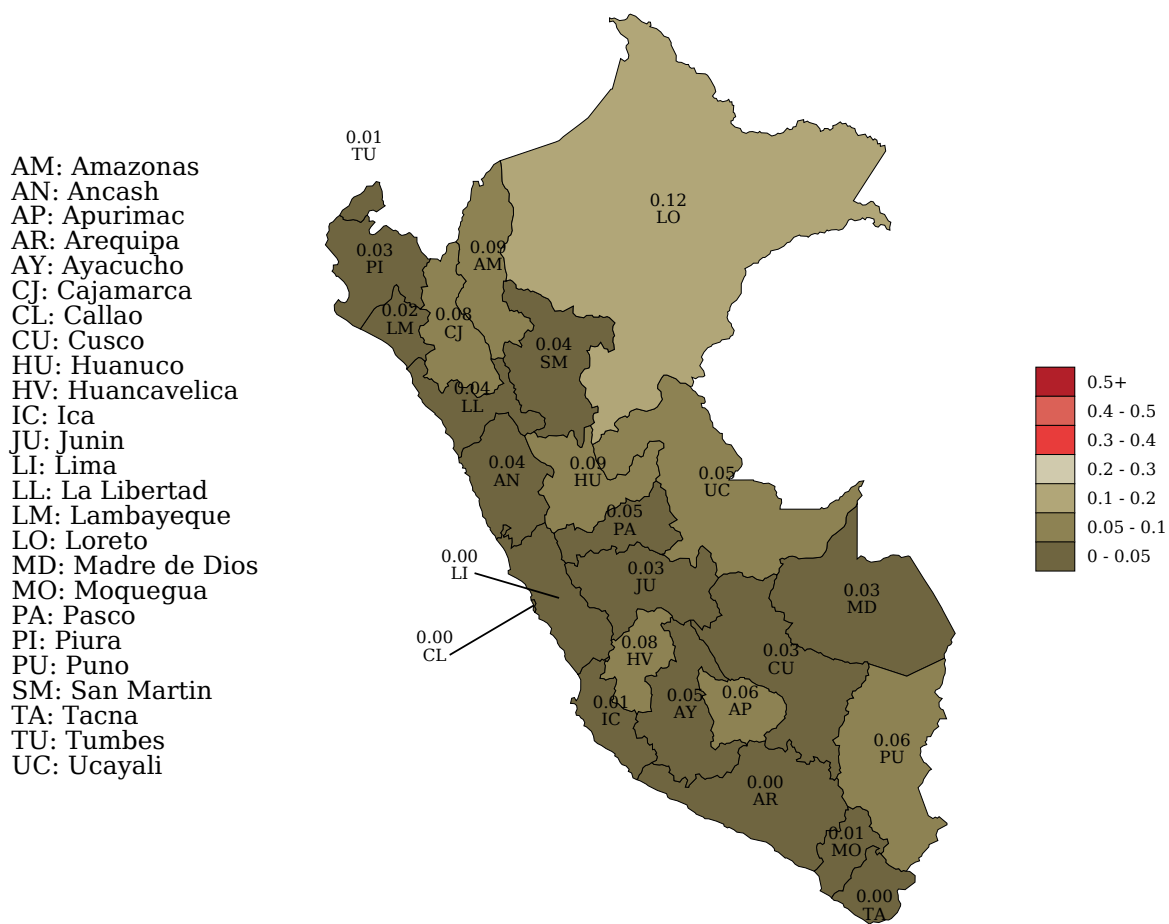 AM: Amazonas
AN: Ancash
AP: Apurimac
AR: Arequipa
AY: Ayacucho
CJ: Cajamarca
CL: Callao
CU: Cusco
HU: Huanuco
HV: Huancavelica
IC: Ica
JU: Junin
LI: Lima
LL: La Libertad
LM: Lambayeque
LO: Loreto
MD: Madre de Dios
MO: Moquegua
PA: Pasco
PI: Piura
PU: Puno
SM: San Martin
TA: Tacna
TU: Tumbes
UC: Ucayali
0.01
TU
0.12
LO
0.09
AM
0.03
PI
0.02
LM
0.08
CJ
0.04
SM
0.04
LL
0.04
AN
0.09
HU
0.05
UC
0.05
PA
0.00
LI
0.03
JU
0.03
MD
0.00
CL
0.08
HV
0.03
CU
0.01
IC
0.05
AY
0.06
AP
0.06
PU
0.00
AR
0.01
MO
0.00
TA
0.5+
0.4 - 0.5
0.3 - 0.4
0.2 - 0.3
0.1 - 0.2
0.05 - 0.1
0 - 0.05